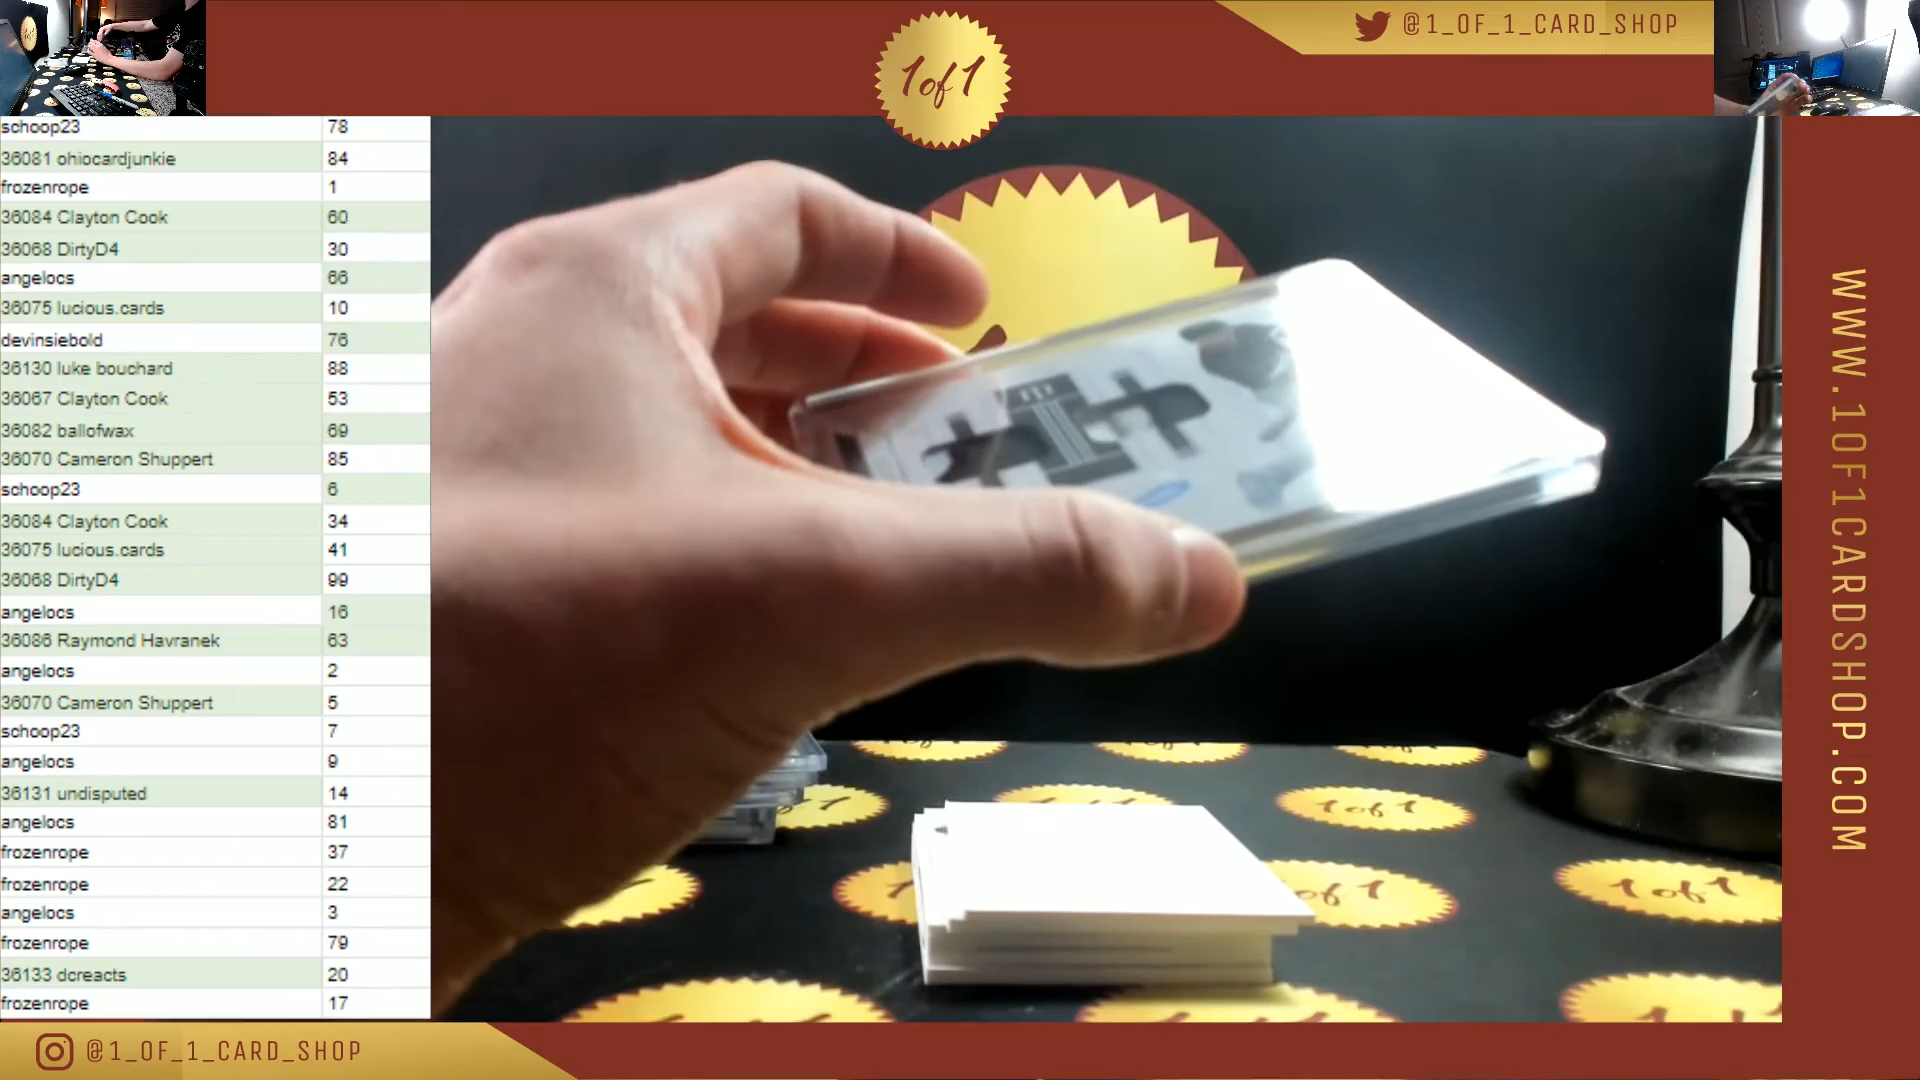 1of1
@1_OF_1_CARD_SHOP
schoop23 78
36081 ohiocardjunkie 84
frozenrope 1
36084 Clayton Cook 60
36068 DirtyD4 30
angelocs 66
36075 lucious.cards 10
devinsiebold 76
36130 luke bouchard 88
36067 Clayton Cook 53
36082 ballofwax 69
36070 Cameron Shuppert 85
schoop23 6
36084 Clayton Cook 34
36075 lucious.cards 41
36068 DirtyD4 99
angelocs 16
36086 Raymond Havranek 63
angelocs 2
36070 Cameron Shuppert 5
schoop23 7
angelocs 9
36131 undisputed 14
angelocs 81
frozenrope 37
frozenrope 22
angelocs 3
frozenrope 79
36133 dcreacts 20
frozenrope 17
WWW.1OF1CARDSHOP.COM
1of1
of1
1of1
@1_OF_1_CARD_SHOP